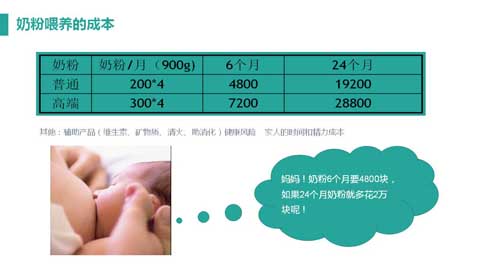 奶粉喂养的成本
奶粉 奶粉/月（900g) 6个月 24个月
普通 200*4 4800 19200
高端 300*4 7200 28800
其他：辅助产品（维生素、矿物质、清火、助消化）健康风险 家人的时间和精力成本
妈妈！奶粉6个月要4800块，
如果24个月奶粉就多花2万
块呢！